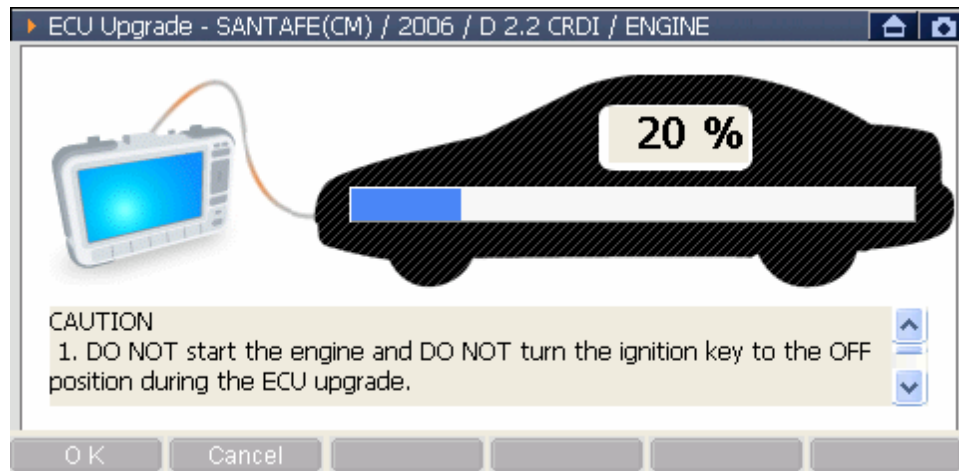 ECU Upgrade - SANTAFE(CM) / 2006 / D 2.2 CRDI / ENGINE
20 %
CAUTION
1. DO NOT start the engine and DO NOT turn the ignition key to the OFF
position during the ECU upgrade.
OK Cancel